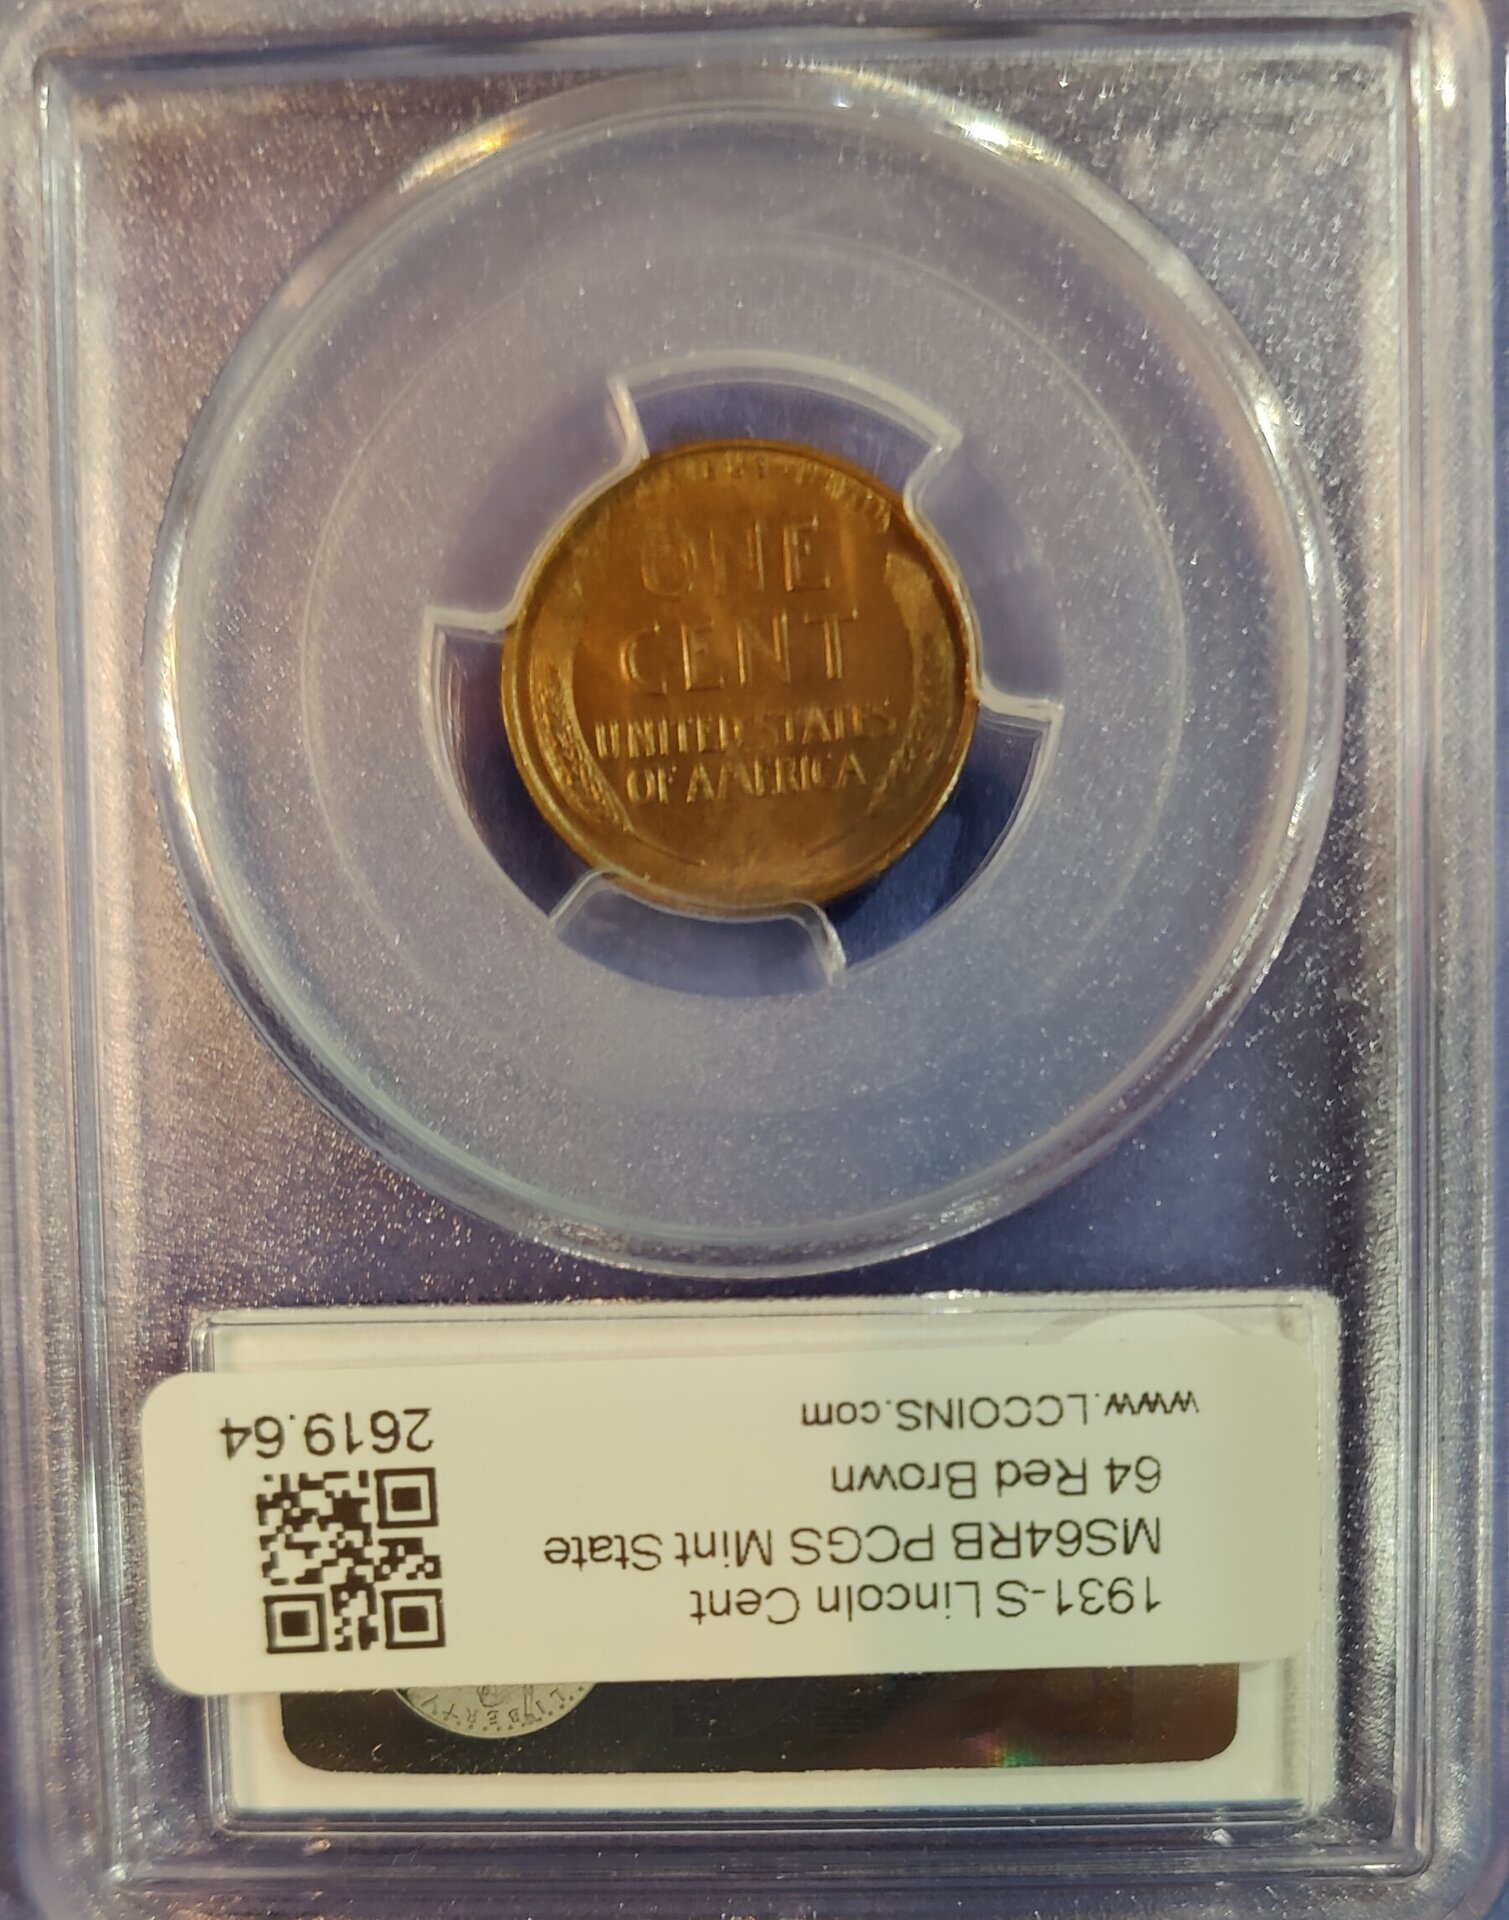 ONE
CENT
UNITED STATES
OF AMERICA
LIBERTY
1931-S Lincoln Cent
MS64RB PCGS Mint State
64 Red Brown
www.LCCOINS.com
2619.64